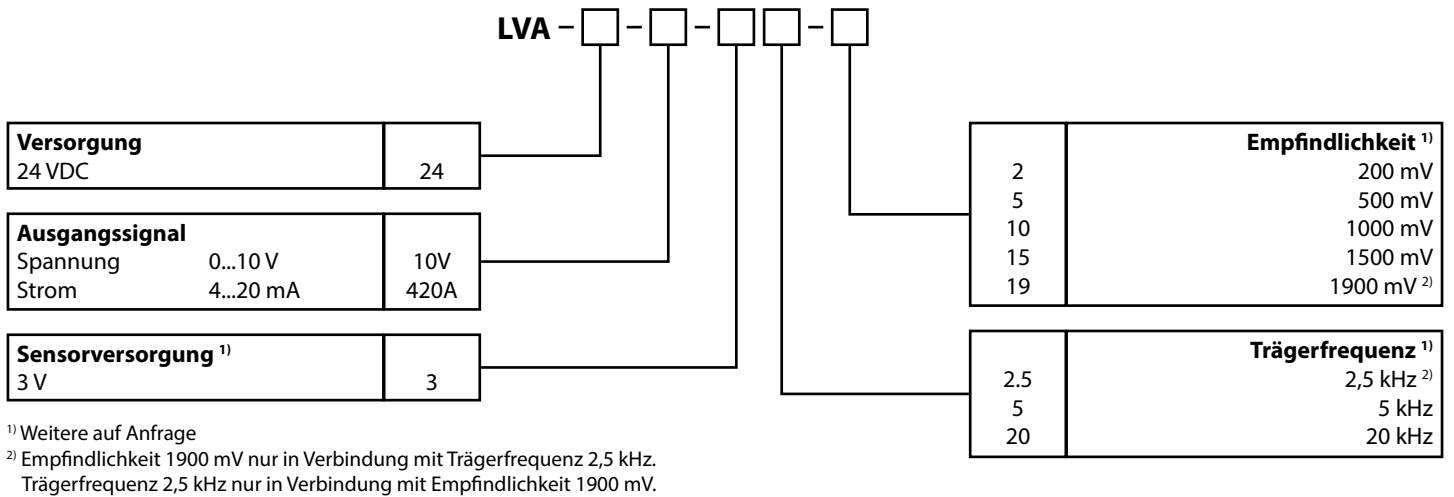 LVA – – – –
Versorgung
24 VDC 24
Ausgangssignal
Spannung 0...10 V 10V
Strom 4...20 mA 420A
Sensorversorgung 1)
3 V 3
Empfindlichkeit 1)
2 200 mV
5 500 mV
10 1000 mV
15 1500 mV
19 1900 mV 2)
Trägerfrequenz 1)
2.5 2,5 kHz 2)
5 5 kHz
20 20 kHz
1) Weitere auf Anfrage
2) Empfindlichkeit 1900 mV nur in Verbindung mit Trägerfrequenz 2,5 kHz.
Trägerfrequenz 2,5 kHz nur in Verbindung mit Empfindlichkeit 1900 mV.